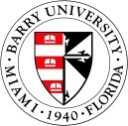 · BARRY UNIVERSITY ·
MIAMI · 1940 · FLORIDA